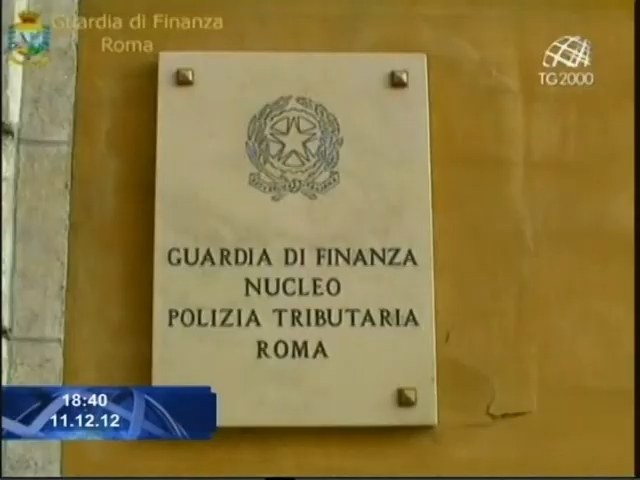 Guardia di Finanza
Roma
TG2000
GUARDIA DI FINANZA
NUCLEO
POLIZIA TRIBUTARIA
ROMA
18:40
11.12.12